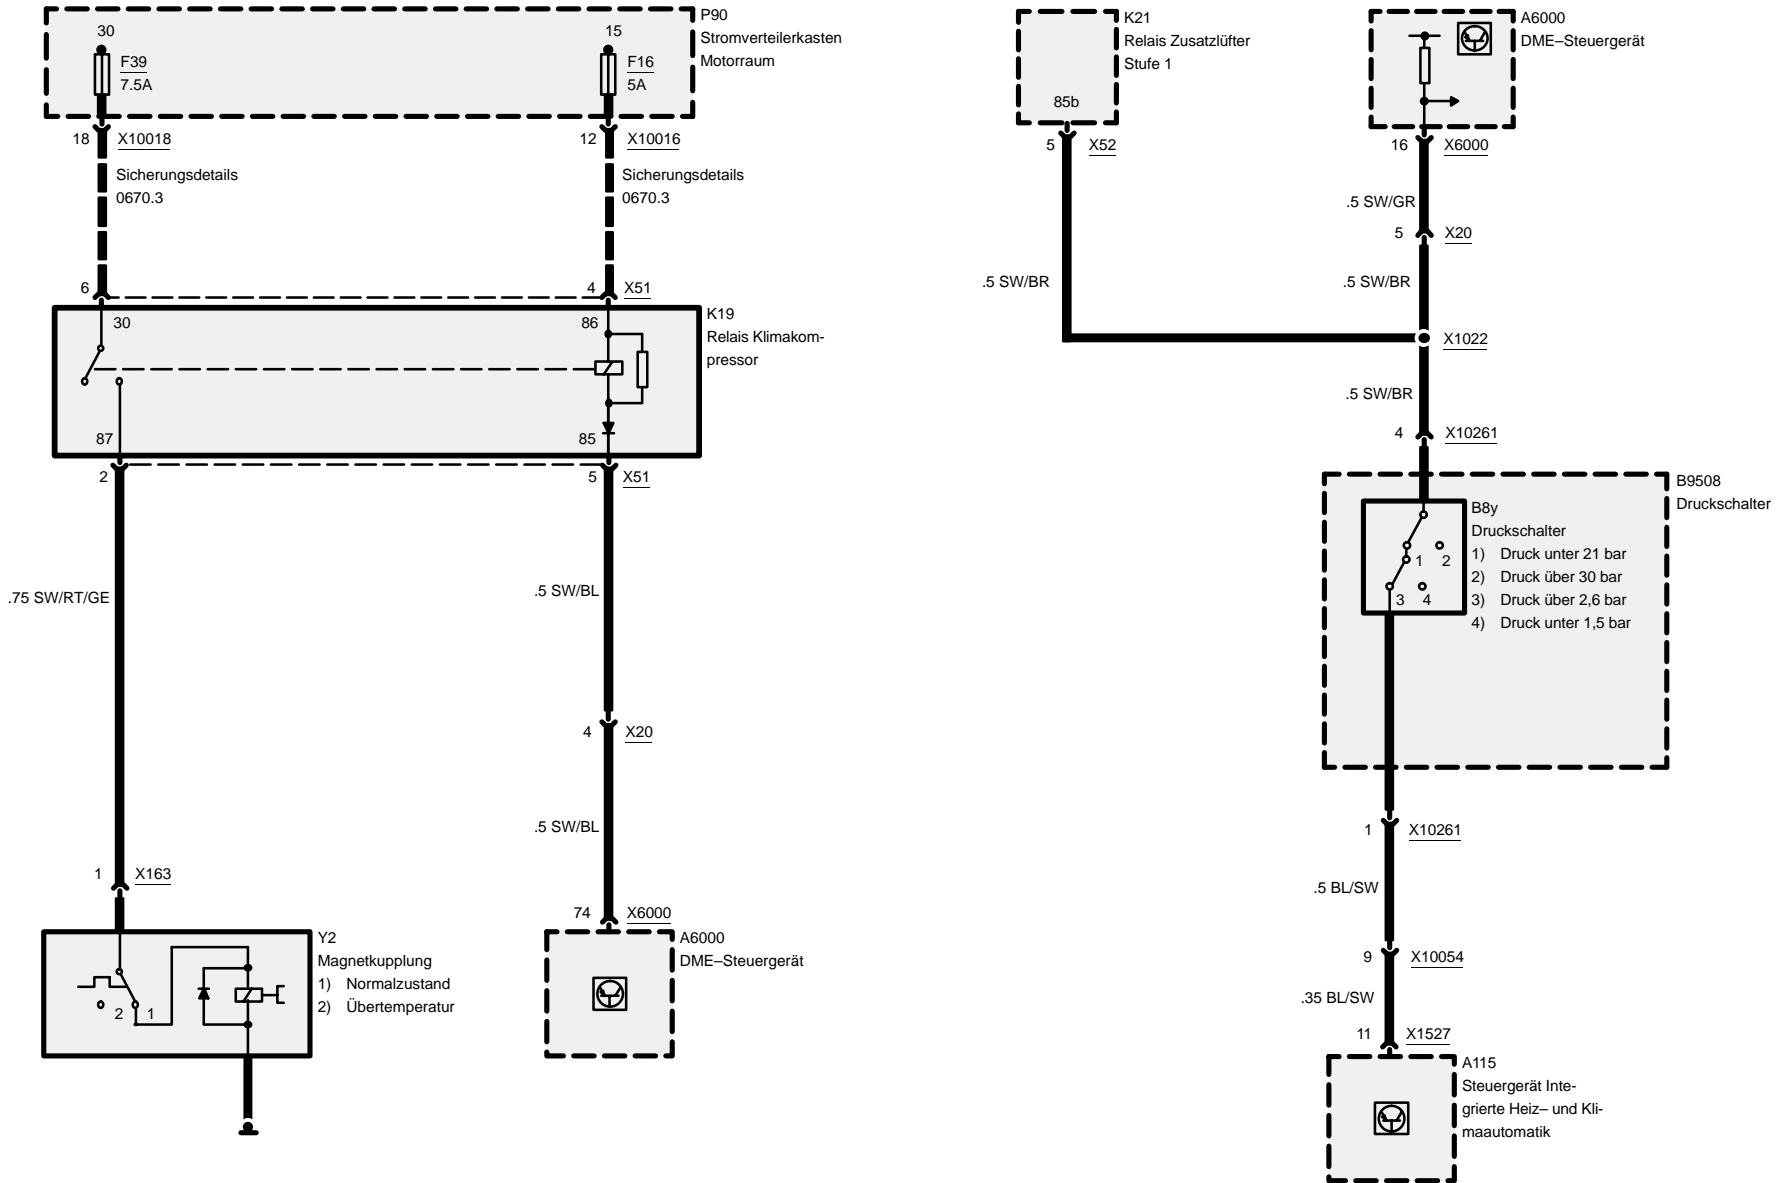 30
F39
7.5A
15
F16
5A
P90
Stromverteilerkasten
Motorraum
18 X10018
12 X10016
Sicherungsdetails
0670.3
Sicherungsdetails
0670.3
6
4 X51
30
86
K19
Relais Klimakom-
pressor
87
85
2
5 X51
.75 SW/RT/GE
.5 SW/BL
4 X20
.5 SW/BL
1 X163
74 X6000
Y2
Magnetkupplung
1) Normalzustand
2) Übertemperatur
2 1
A6000
DME–Steuergerät
K21
Relais Zusatzlüfter
Stufe 1
85b
5 X52
.5 SW/BR
A6000
DME–Steuergerät
16 X6000
.5 SW/GR
5 X20
.5 SW/BR
X1022
.5 SW/BR
4 X10261
B9508
Druckschalter
B8y
Druckschalter
1) Druck unter 21 bar
2) Druck über 30 bar
3) Druck über 2,6 bar
4) Druck unter 1,5 bar
1 2
3 4
1 X10261
.5 BL/SW
9 X10054
.35 BL/SW
11 X1527
A115
Steuergerät Inte-
grierte Heiz– und Kli-
maautomatik